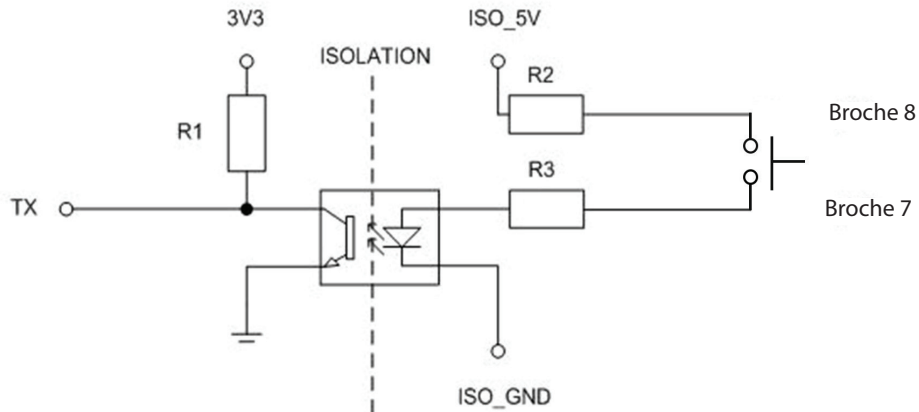 3V3
ISO_5V
ISOLATION
R2
R1
Broche 8
R3
TX
Broche 7
ISO_GND